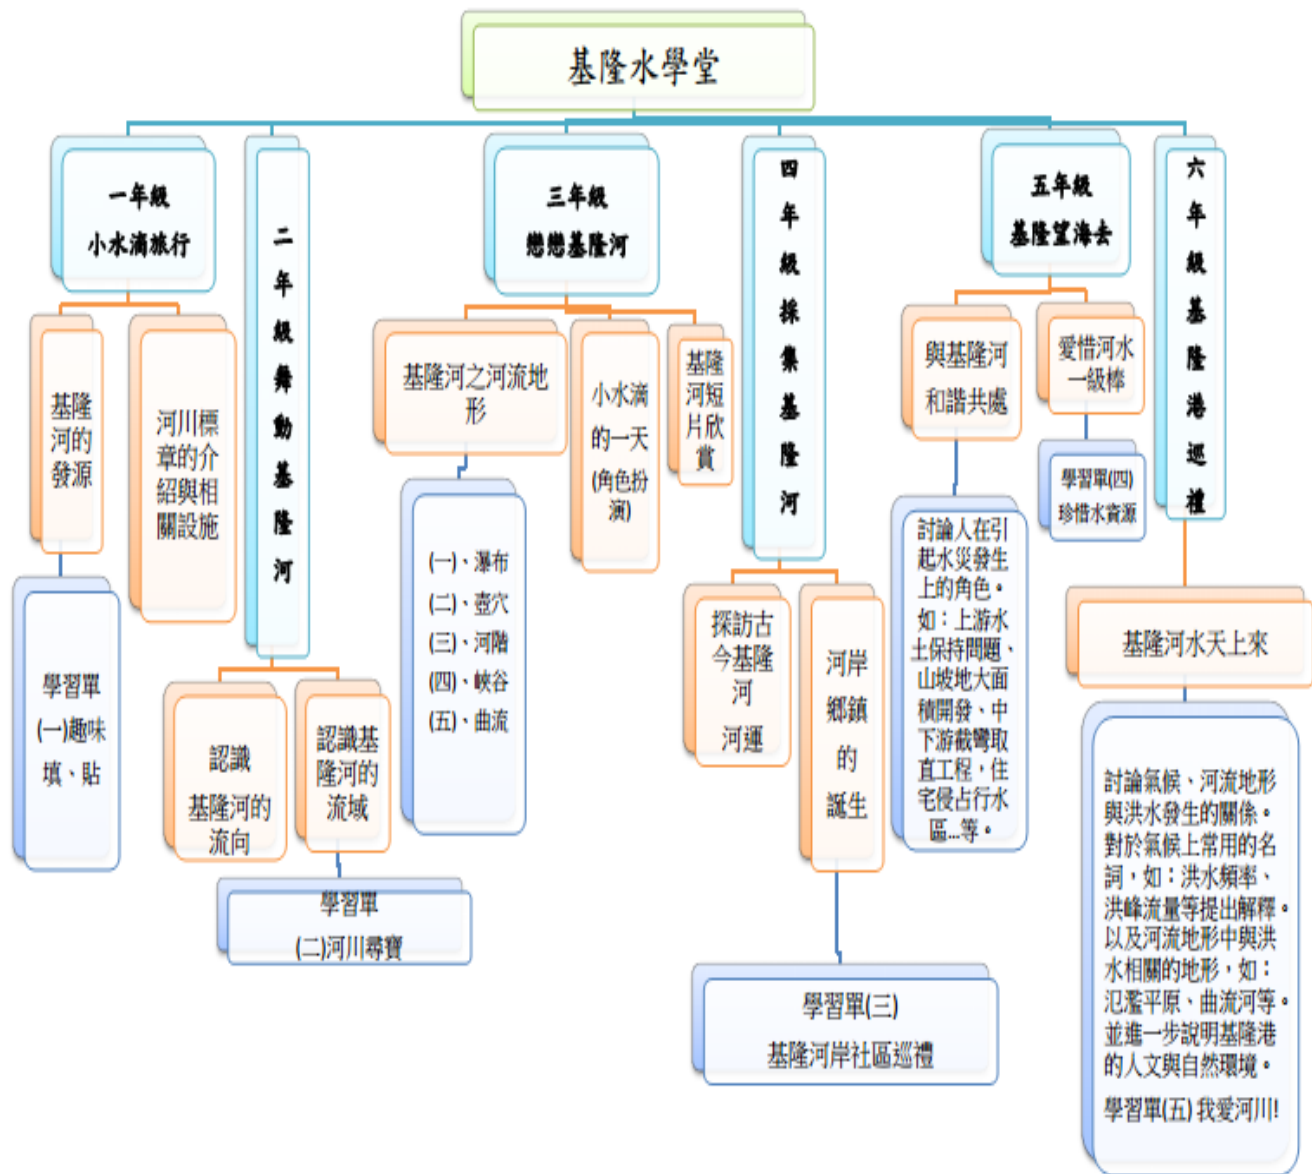 基隆水學堂
一年級
小水滴旅行
基隆
河的
發源
學習單
(一)趣味
填、貼
河川標
章的介
紹與相
關設施
二年級舞動基隆河
認識
基隆河的
流向
認識基
隆河的
流域
學習單
(二)河川尋寶
三年級
戀戀基隆河
基隆河之河流地
形
(一)、瀑布
(二)、壺穴
(三)、河階
(四)、峽谷
(五)、曲流
小水滴
的一天
(角色扮
演)
基隆
河短
片欣
賞
四年級採集基隆河
探訪古
今基隆
河
河運
河岸
鄉鎮
的
誕生
學習單(三)
基隆河岸社區巡禮
五年級
基隆望海去
與基隆河
和諧共處
討論人在引
起水災發生
上的角色。
如：上游水
土保持問題、
山坡地大面
積開發、中
下游截彎取
直工程，住
宅侵占行水
區...等。
愛惜河水
一級棒
學習單(四)
珍惜水資源
六年級基隆港巡禮
基隆河水天上來
討論氣候、河流地形
與洪水發生的關係。
對於氣候上常用的名
詞，如：洪水頻率、
洪峰流量等提出解釋。
以及河流地形中與洪
水相關的地形，如：
氾濫平原、曲流河等。
並進一步說明基隆港
的人文與自然環境。
學習單(五) 我愛河川!